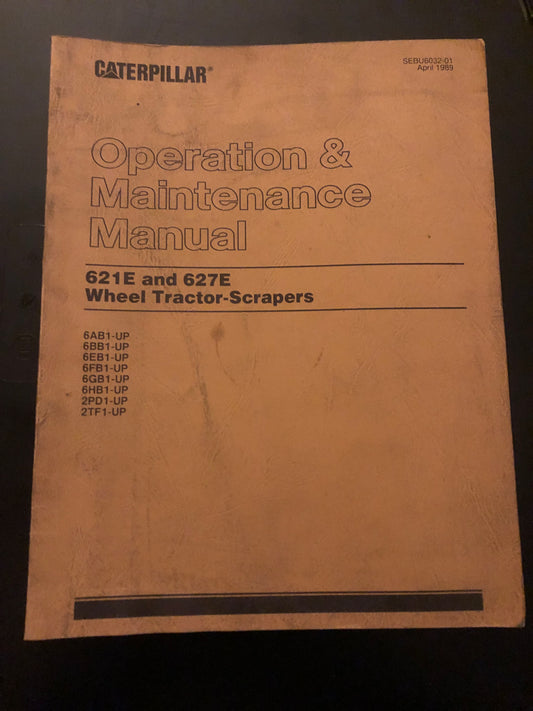 CATERPILLAR®
SEBU6032-01
April 1989
Operation &
Maintenance
Manual
621E and 627E
Wheel Tractor-Scrapers
6AB1-UP
6BB1-UP
6EB1-UP
6FB1-UP
6GB1-UP
6HB1-UP
2PD1-UP
2TF1-UP